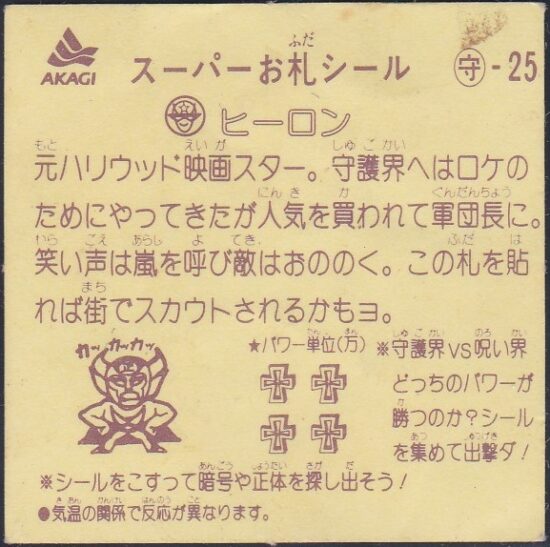 AKAGI
スーパーお札シール
守-25
ヒーロン
元ハリウッド映画スター。守護界へはロケの
ためにやってきたが人気を買われて軍団長に。
笑い声は嵐を呼び敵はおののく。この札を貼
れば街でスカウトされるかもヨ。
カッカッカッ
★パワー単位(万)
※守護界VS呪い界
どっちのパワーが
勝つのか?シール
を集めて出撃ダ!
※シールをこすって暗号や正体を探し出そう!
●気温の関係で反応が異なります。